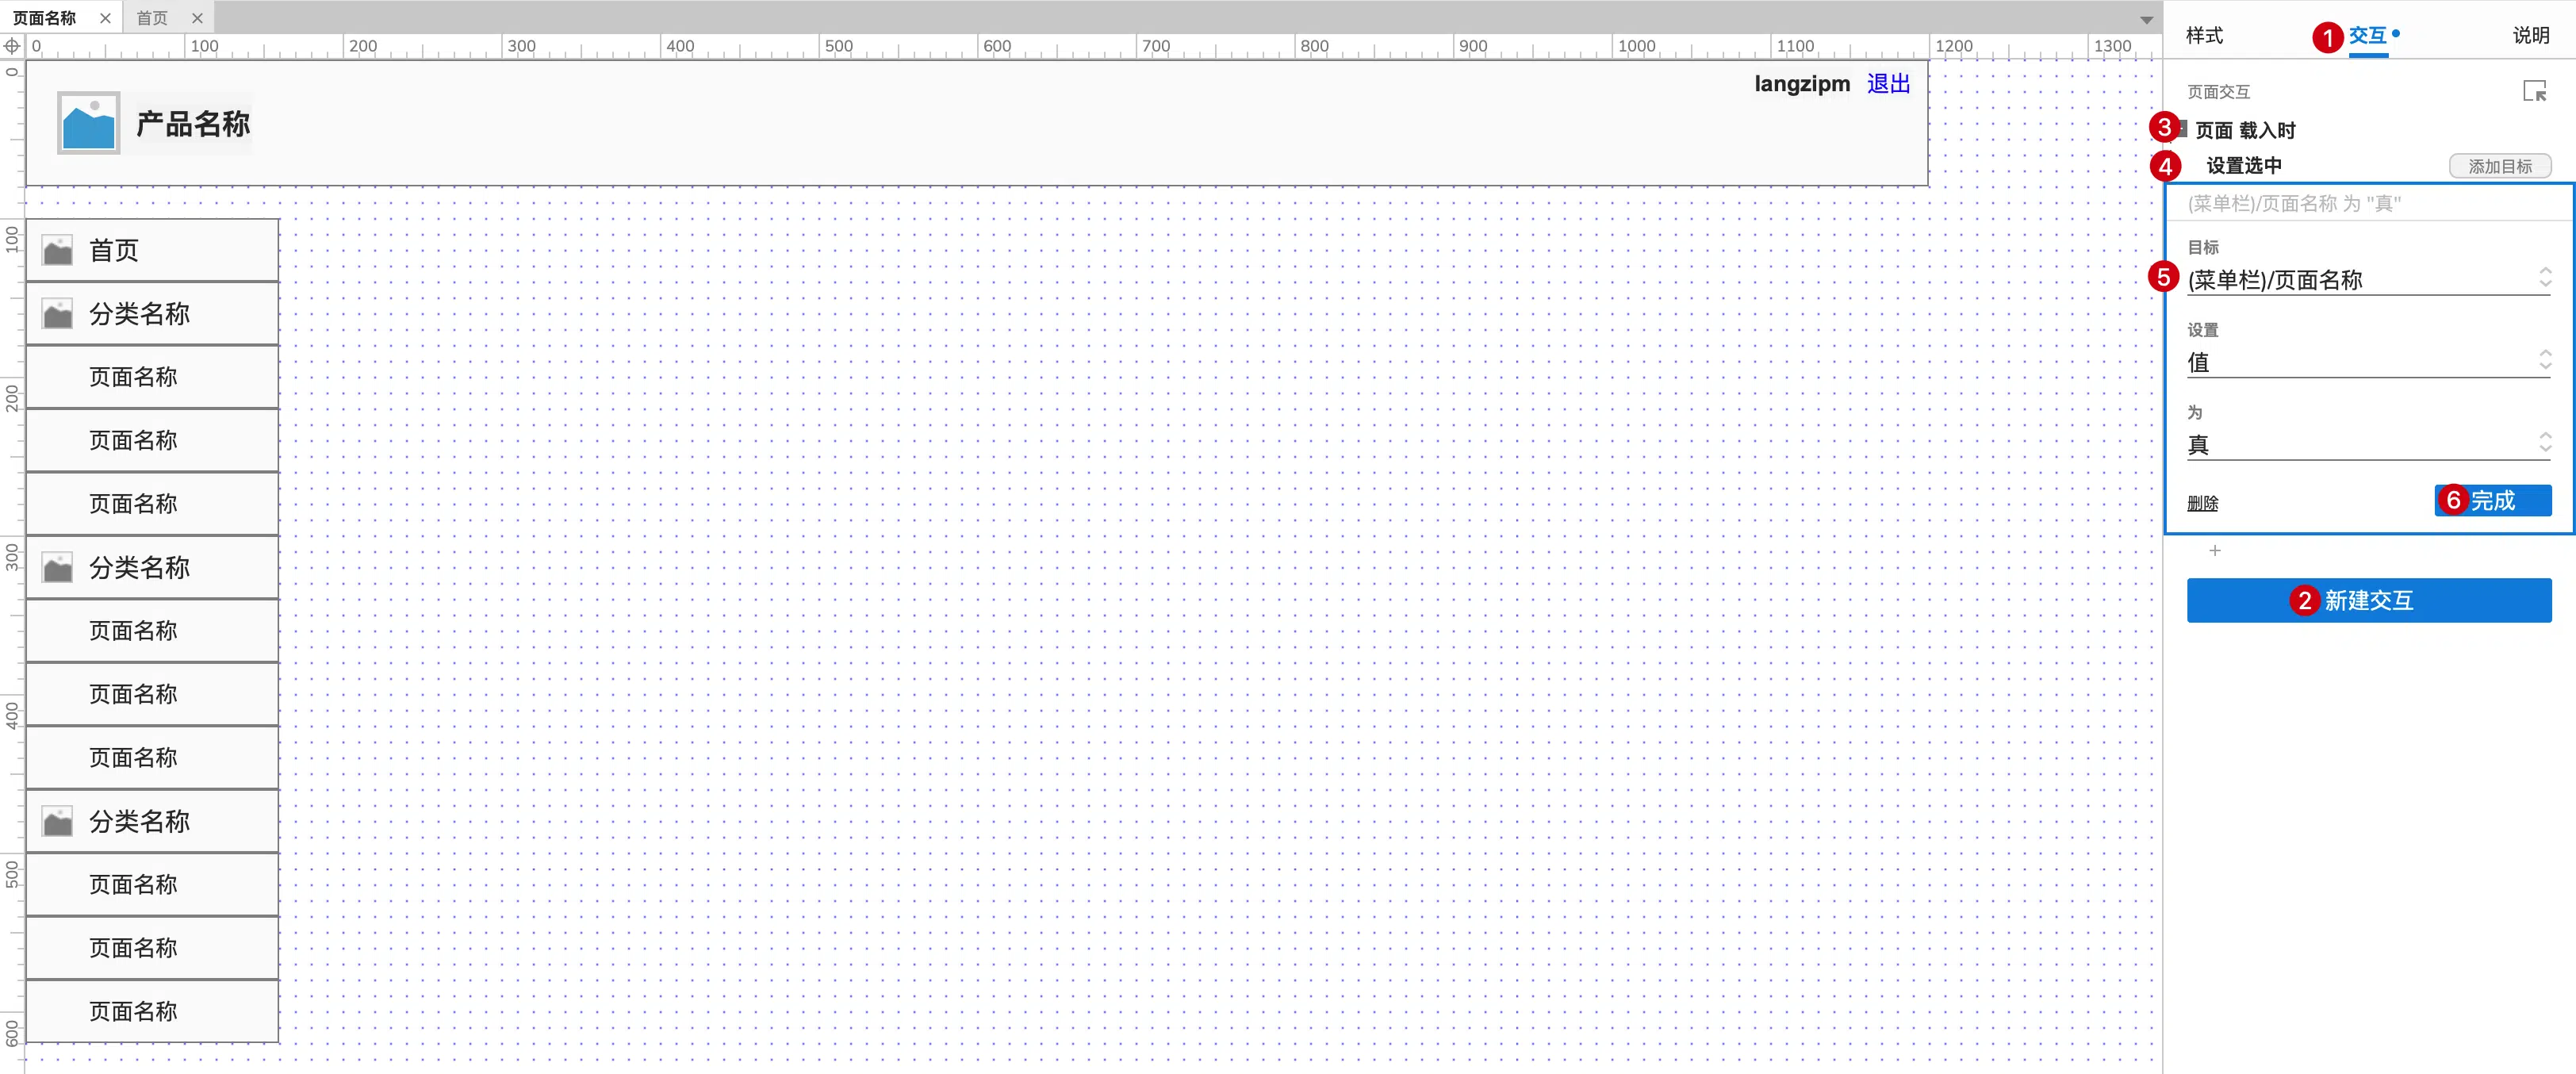 页面名称
首页
0 100 200 300 400 500 600 700 800 900 1000 1100 1200 1300
0
100
200
300
400
500
600
产品名称
langzipm 退出
首页
分类名称
页面名称
页面名称
页面名称
分类名称
页面名称
页面名称
页面名称
分类名称
页面名称
页面名称
页面名称
样式 1 交互 说明
页面交互
3 页面 载入时
4 设置选中 添加目标
(菜单栏)/页面名称 为 "真"
目标
5 (菜单栏)/页面名称
设置
值
为
真
删除 6 完成
+
2 新建交互